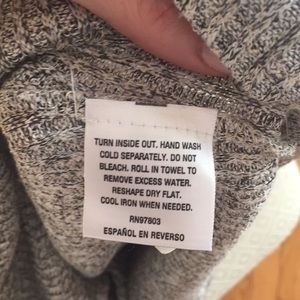 TURN INSIDE OUT. HAND WASH
COLD SEPARATELY. DO NOT
BLEACH. ROLL IN TOWEL TO
REMOVE EXCESS WATER.
RESHAPE DRY FLAT.
COOL IRON WHEN NEEDED.
RN97803
ESPAÑOL EN REVERSO